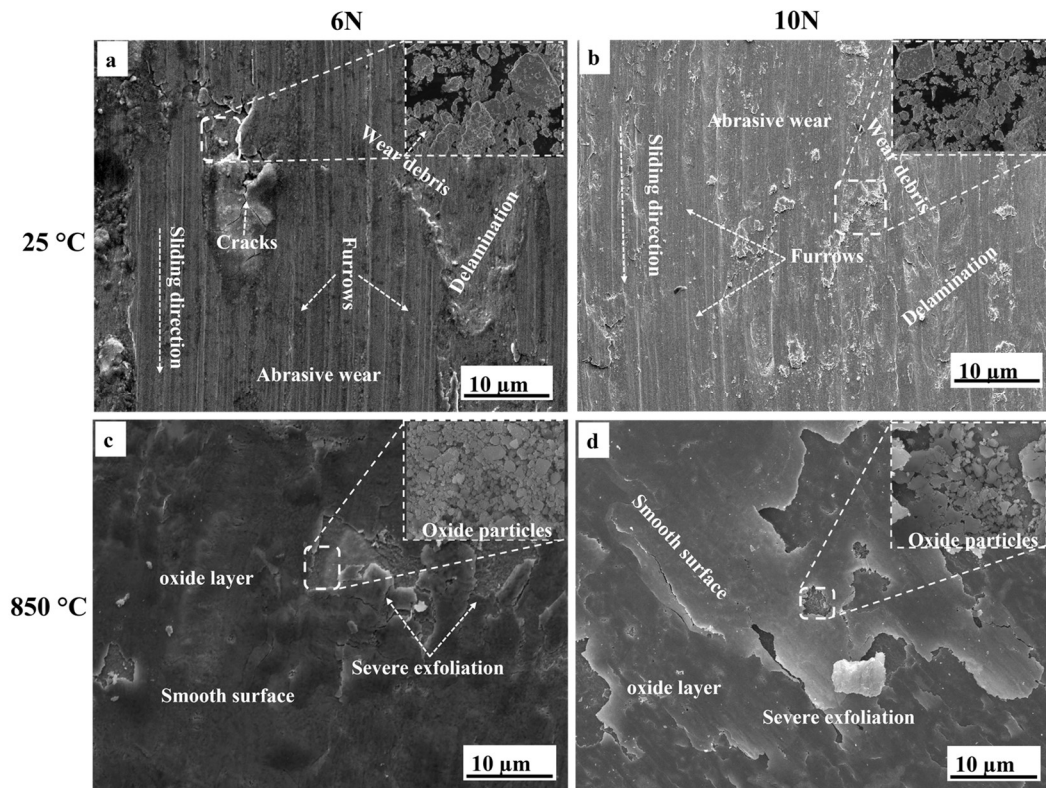 6N
10N
25 °C
850 °C
a
Wear debris
Sliding direction
Cracks
Furrows
Delamination
Abrasive wear
10 µm
b
Abrasive wear
Wear debris
Sliding direction
Furrows
Delamination
10 µm
c
Oxide particles
oxide layer
Severe exfoliation
Smooth surface
10 µm
d
Oxide particles
Smooth surface
oxide layer
Severe exfoliation
10 µm